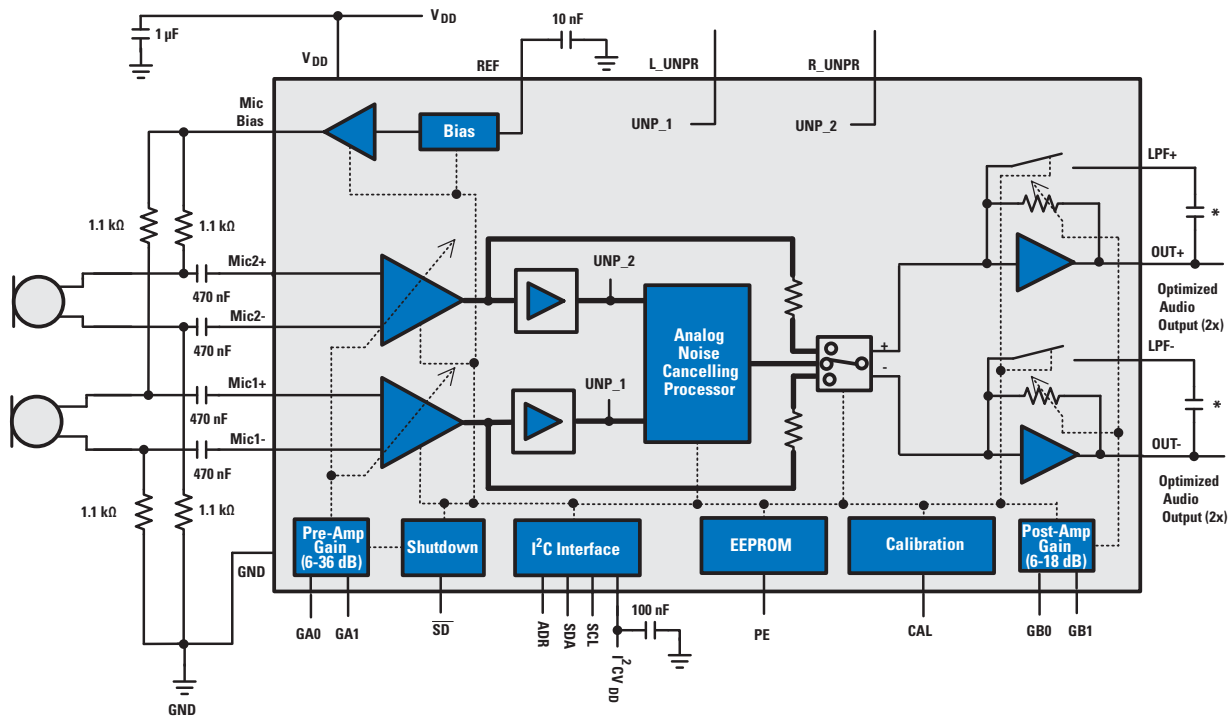 V DD
10 nF
1 µF
V DD
REF
L_UNPR
R_UNPR
Mic
Bias
Bias
UNP_1
UNP_2
LPF+
*
1.1 kΩ
1.1 kΩ
Mic2+
UNP_2
OUT+
470 nF
Optimized
Audio
Output (2x)
Mic2-
470 nF
Analog
Noise
Cancelling
Processor
+
-
LPF-
Mic1+
UNP_1
*
470 nF
Mic1-
OUT-
470 nF
Optimized
Audio
Output (2x)
1.1 kΩ
1.1 kΩ
Pre-Amp
Gain
(6-36 dB)
Shutdown
I²C Interface
EEPROM
Calibration
Post-Amp
Gain
(6-18 dB)
GND
100 nF
GA0
GA1
SD
ADR
SDA
SCL
I²CV DD
PE
CAL
GB0
GB1
GND